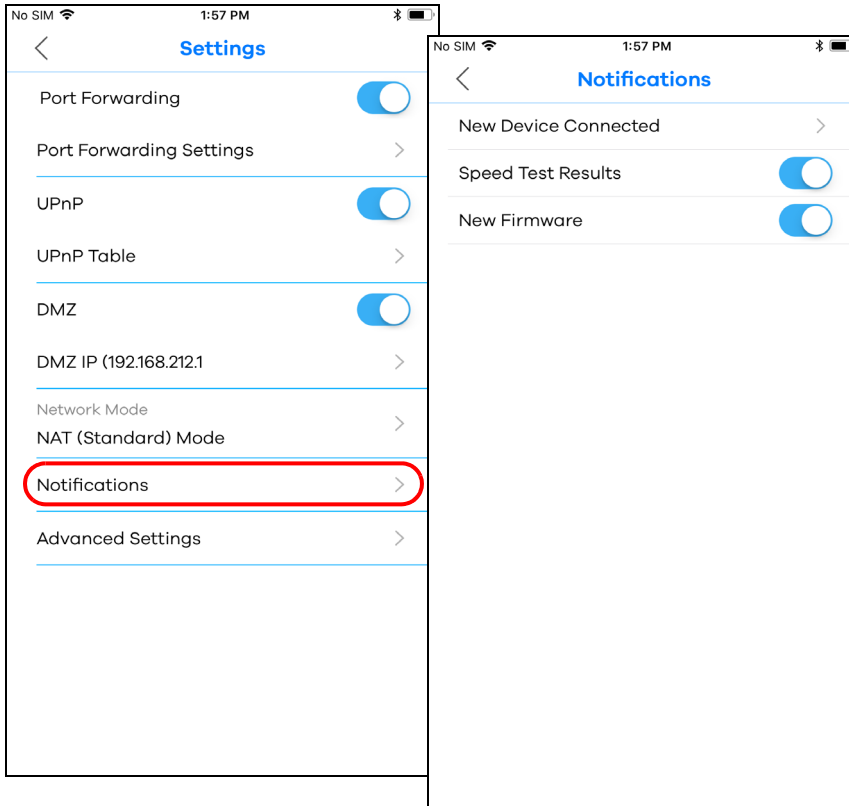 No SIM 1:57 PM
Settings
Port Forwarding
Port Forwarding Settings
UPnP
UPnP Table
DMZ
DMZ IP (192.168.212.1
Network Mode
NAT (Standard) Mode
Notifications
Advanced Settings
No SIM 1:57 PM
Notifications
New Device Connected
Speed Test Results
New Firmware